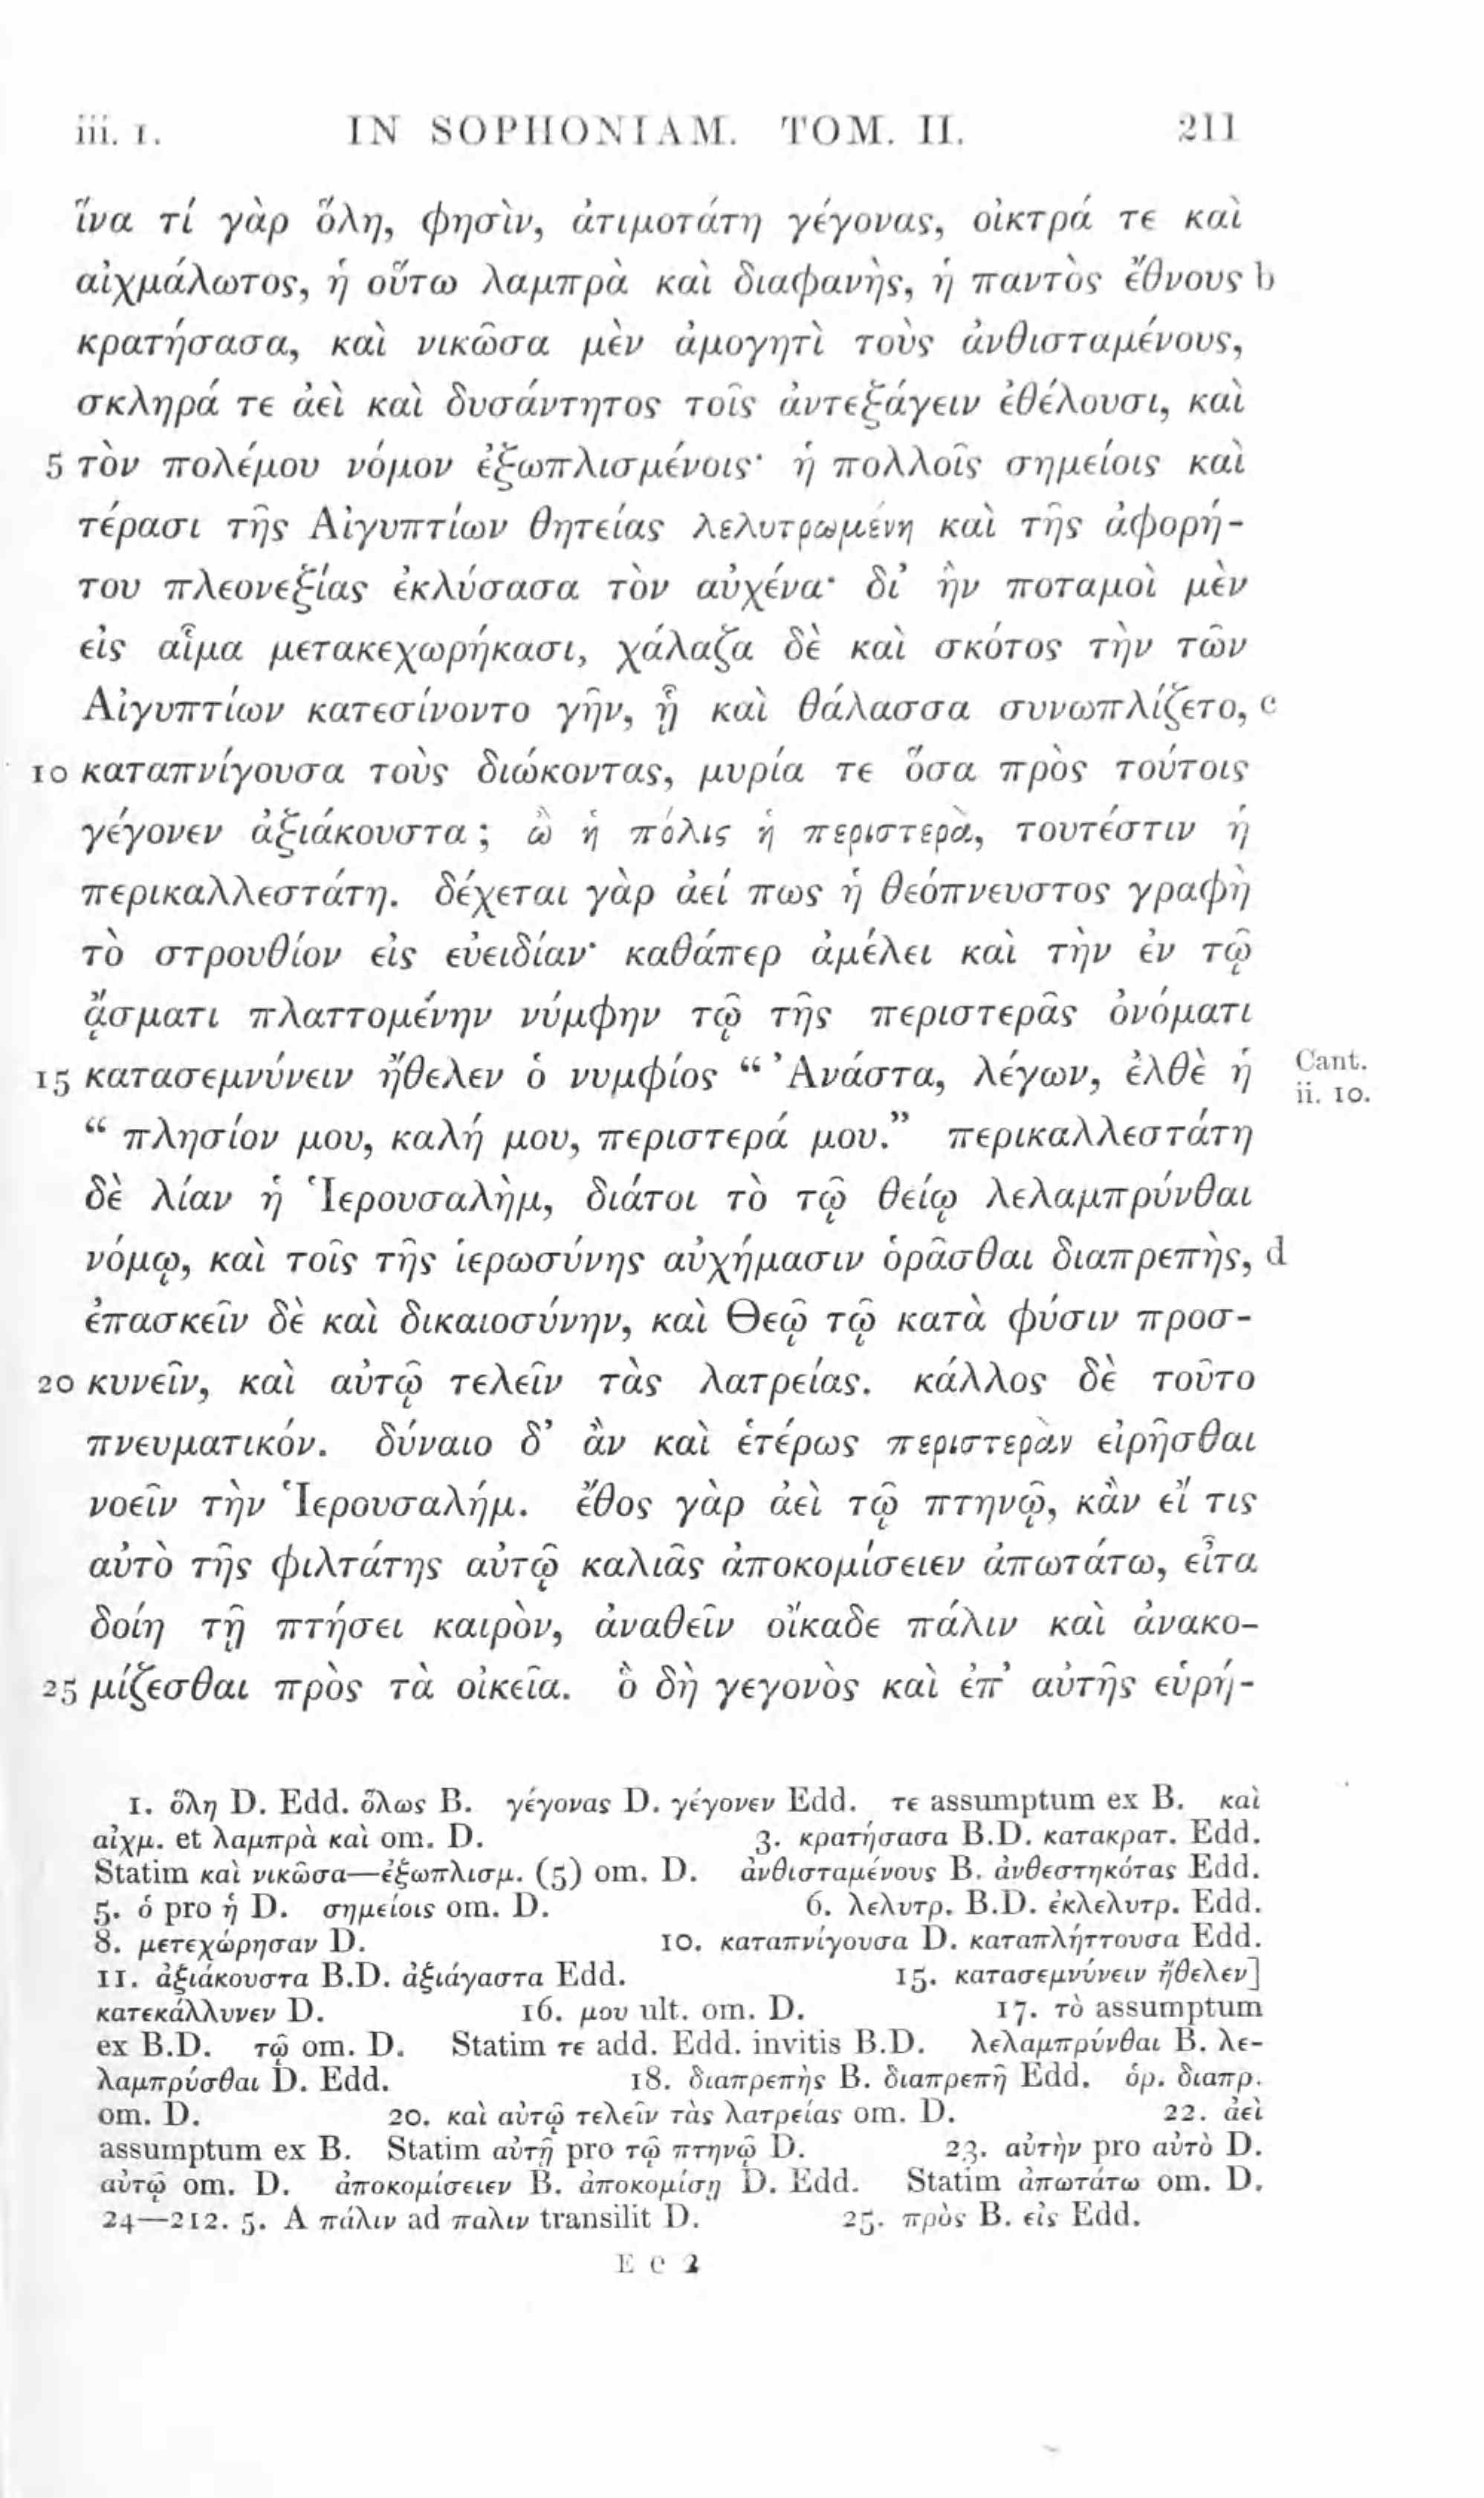 iii. 1. IN SOPHONIAM. TOM. II. 211
ἵνα τί γὰρ ὅλη, φησὶν, ἀτιμοτάτη γέγονας, οἰκτρά τε καὶ
αἰχμάλωτος, ἡ οὕτω λαμπρὰ καὶ διαφανὴς, ἡ παντὸς ἔθνους b
κρατήσασα, καὶ νικῶσα μὲν ἀμογητὶ τοὺς ἀνθισταμένους,
σκληρά τε ἀεὶ καὶ δυσάντητος τοῖς ἀντεξάγειν ἐθέλουσι, καὶ
5 τὸν πολέμου νόμον ἐξωπλισμένοις· ἡ πολλοῖς σημείοις καὶ
τέρασι τῆς Αἰγυπτίων θητείας λελυτρωμένη καὶ τῆς ἀφορή-
του πλεονεξίας ἐκλύσασα τὸν αὐχένα· δι’ ἣν ποταμοὶ μὲν
εἰς αἷμα μετακεχωρήκασι, χάλαζα δὲ καὶ σκότος τὴν τῶν
Αἰγυπτίων κατεσίνοντο γῆν, ᾗ καὶ θάλασσα συνωπλίζετο, c
10 καταπνίγουσα τοὺς διώκοντας, μυρία τε ὅσα πρὸς τούτοις
γέγονεν ἀξιάκουστα; ὢ ἡ πόλις ἡ περιστερὰ, τουτέστιν ἡ
περικαλλεστάτη. δέχεται γὰρ ἀεί πως ἡ θεόπνευστος γραφὴ
τὸ στρουθίον εἰς εὐειδίαν· καθάπερ ἀμέλει καὶ τὴν ἐν τῷ
ᾄσματι πλαττομένην νύμφην τῷ τῆς περιστερᾶς ὀνόματι
15 κατασεμνύνειν ἤθελεν ὁ νυμφίος “ Ἀνάστα, λέγων, ἐλθὲ ἡ Cant. ii. 10.
“ πλησίον μου, καλή μου, περιστερά μου.” περικαλλεστάτη
δὲ λίαν ἡ Ἱερουσαλὴμ, διάτοι τὸ τῷ θείῳ λελαμπρύνθαι
νόμῳ, καὶ τοῖς τῆς ἱερωσύνης αὐχήμασιν ὁρᾶσθαι διαπρεπὴς, d
ἐπασκεῖν δὲ καὶ δικαιοσύνην, καὶ Θεῷ τῷ κατὰ φύσιν προσ-
20 κυνεῖν, καὶ αὐτῷ τελεῖν τὰς λατρείας. κάλλος δὲ τοῦτο
πνευματικόν. δύναιο δ’ ἂν καὶ ἑτέρως περιστερὰν εἰρῆσθαι
νοεῖν τὴν Ἱερουσαλήμ. ἔθος γὰρ ἀεὶ τῷ πτηνῷ, κἂν εἴ τις
αὐτὸ τῆς φιλτάτης αὐτῷ καλιᾶς ἀποκομίσειεν ἀπωτάτω, εἶτα
δοίη τῇ πτήσει καιρὸν, ἀναθεῖν οἴκαδε πάλιν καὶ ἀνακο-
25 μίζεσθαι πρὸς τὰ οἰκεῖα. ὃ δὴ γεγονὸς καὶ ἐπ’ αὐτῆς εὑρή-
1. ὅλη D. Edd. ὅλως B. γέγονας D. γέγονεν Edd. τε assumptum ex B. καὶ
αἰχμ. et λαμπρὰ καὶ om. D. 3. κρατήσασα B.D. κατακρατ. Edd.
Statim καὶ νικῶσα—ἐξωπλισμ. (5) om. D. ἀνθισταμένους B. ἀνθεστηκότας Edd.
5. ὁ pro ἡ D. σημείοις om. D. 6. λελυτρ. B.D. ἐκλελυτρ. Edd.
8. μετεχώρησαν D. 10. καταπνίγουσα D. καταπλήττουσα Edd.
11. ἀξιάκουστα B.D. ἀξιάγαστα Edd. 15. κατασεμνύνειν ἤθελεν]
κατεκάλλυνεν D. 16. μου ult. om. D. 17. τὸ assumptum
ex B.D. τῷ om. D. Statim τε add. Edd. invitis B.D. λελαμπρύνθαι B. λε-
λαμπρύσθαι D. Edd. 18. διαπρεπὴς B. διαπρεπῆ Edd. ὁρ. διαπρ.
om. D. 20. καὶ αὐτῷ τελεῖν τὰς λατρείας om. D. 22. ἀεὶ
assumptum ex B. Statim αὐτῇ pro τῷ πτηνῷ D. 23. αὐτὴν pro αὐτὸ D.
αὐτῷ om. D. ἀποκομίσειεν B. ἀποκομίσῃ D. Edd. Statim ἀπωτάτω om. D.
24—212. 5. A πάλιν ad παλιν transilit D. 25. πρὸς B. εἰς Edd.
E e 2